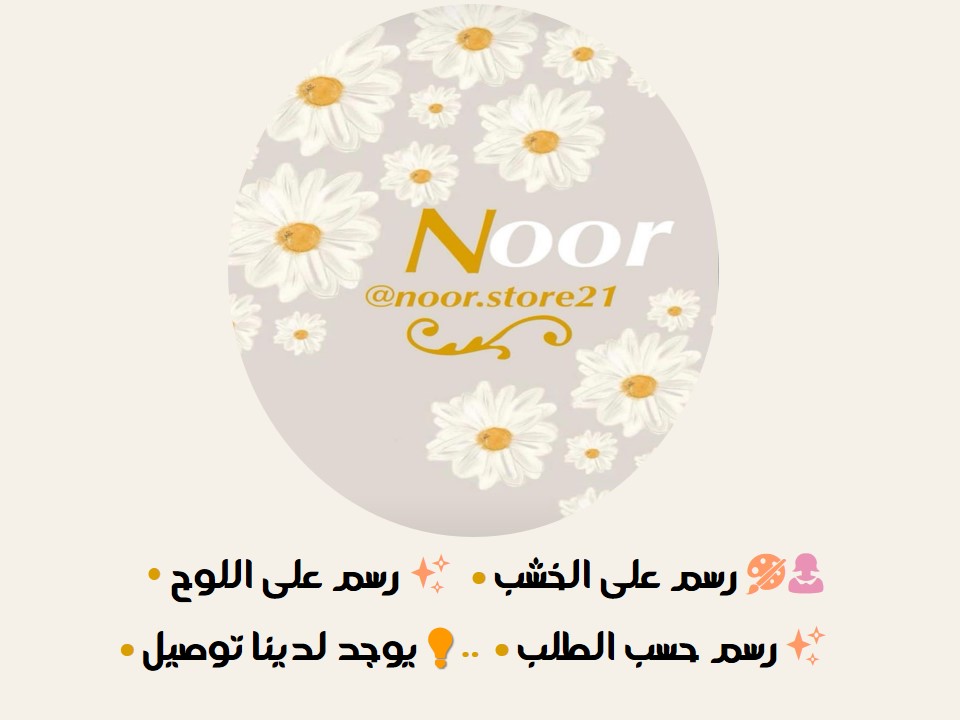 Noor
@noor.store21
👩‍🎨 رسم على الخشب • ✨ رسم على اللوح •
✨ رسم حسب الطلب • ..💡 يوجد لدينا توصيل •